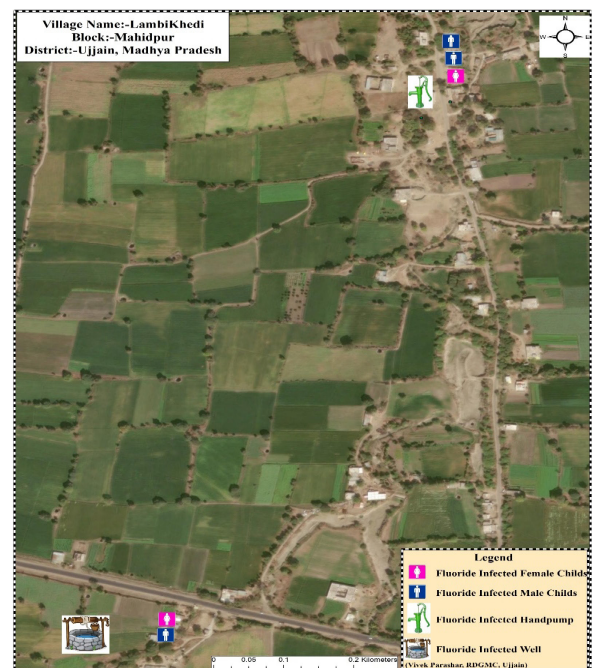 Village Name:-LambiKhedi
Block:-Mahidpur
District:-Ujjain, Madhya Pradesh
N
W E
S
Legend
Fluoride Infected Female Childs
Fluoride Infected Male Childs
Fluoride Infected Handpump
Fluoride Infected Well
(Vivek Parashar, RDGMC, Ujjain)
0 0.05 0.1 0.2 Kilometers